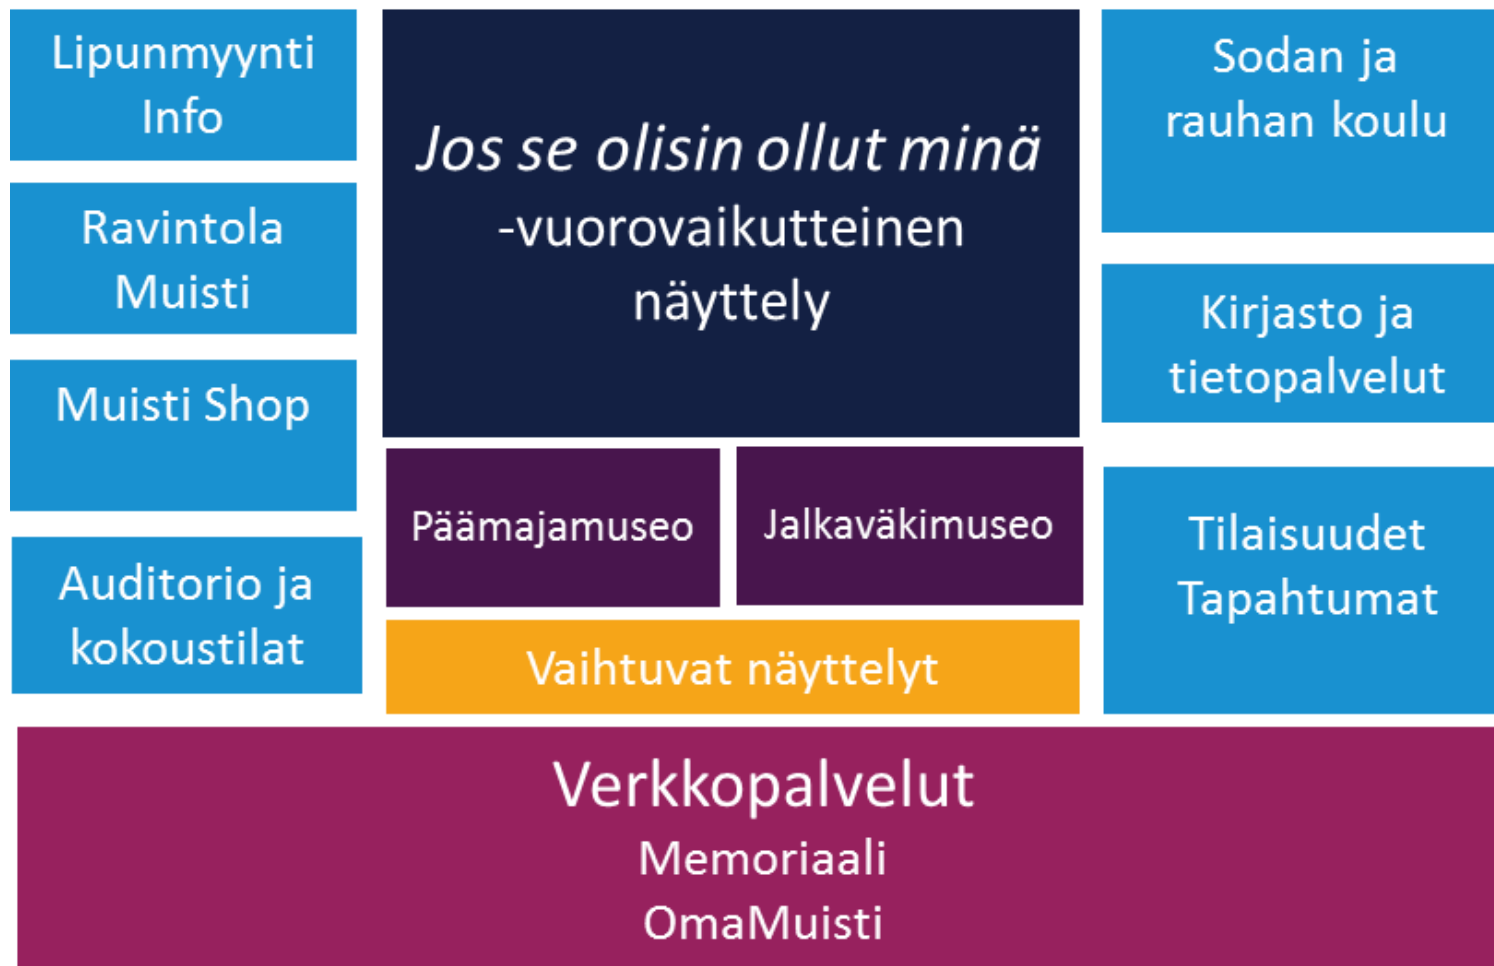 Lipunmyynti
Info
Ravintola
Muisti
Muisti Shop
Auditorio ja
kokoustilat
Jos se olisin ollut minä
-vuorovaikutteinen
näyttely
Päämajamuseo
Jalkaväkimuseo
Vaihtuvat näyttelyt
Sodan ja
rauhan koulu
Kirjasto ja
tietopalvelut
Tilaisuudet
Tapahtumat
Verkkopalvelut
Memoriaali
OmaMuisti